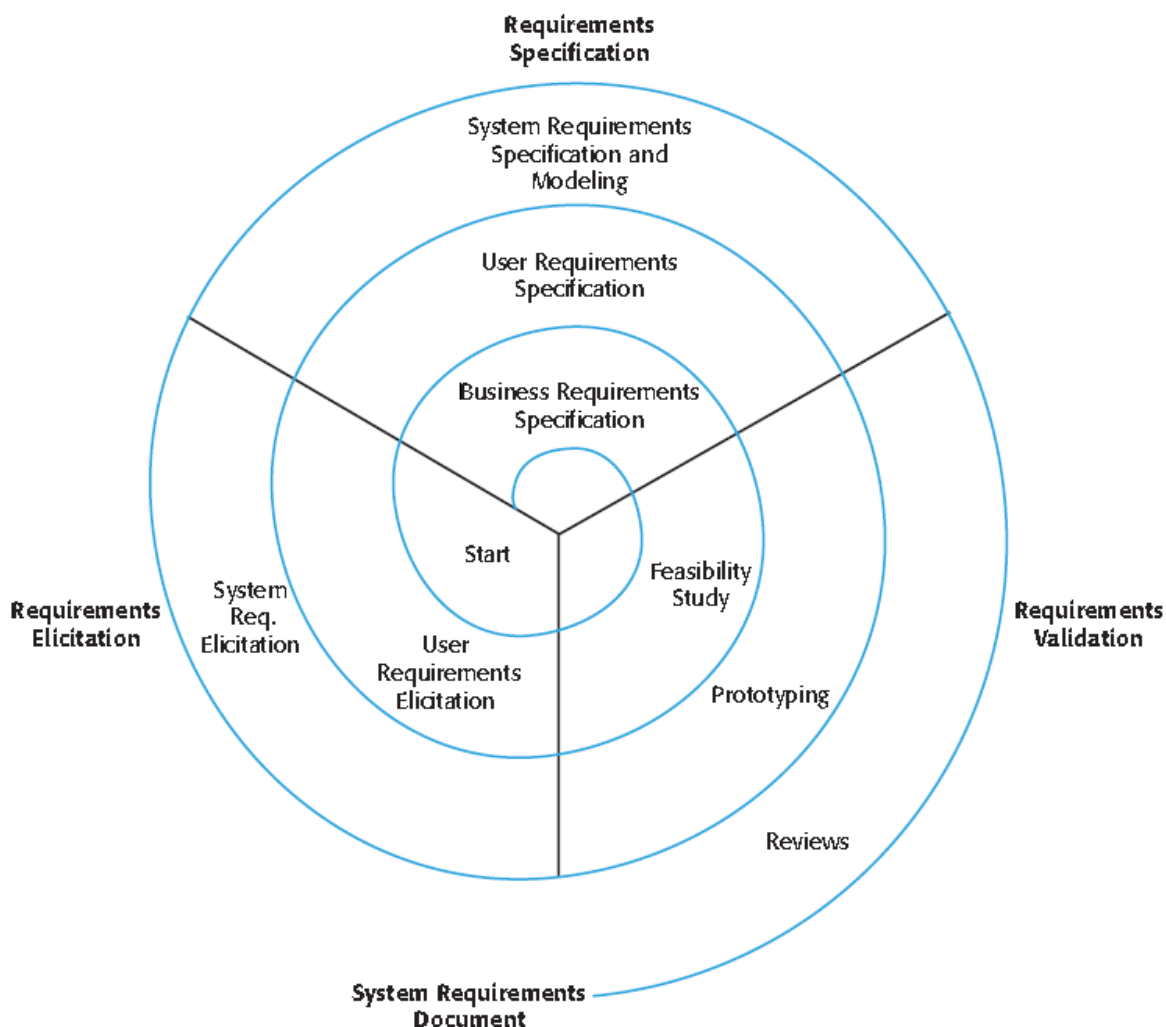 Requirements
Specification
System Requirements
Specification and
Modeling
User Requirements
Specification
Business Requirements
Specification
Start
Feasibility
Study
System
Req.
Elicitation
Requirements
Elicitation
Requirements
Validation
User
Requirements
Elicitation
Prototyping
Reviews
System Requirements
Document